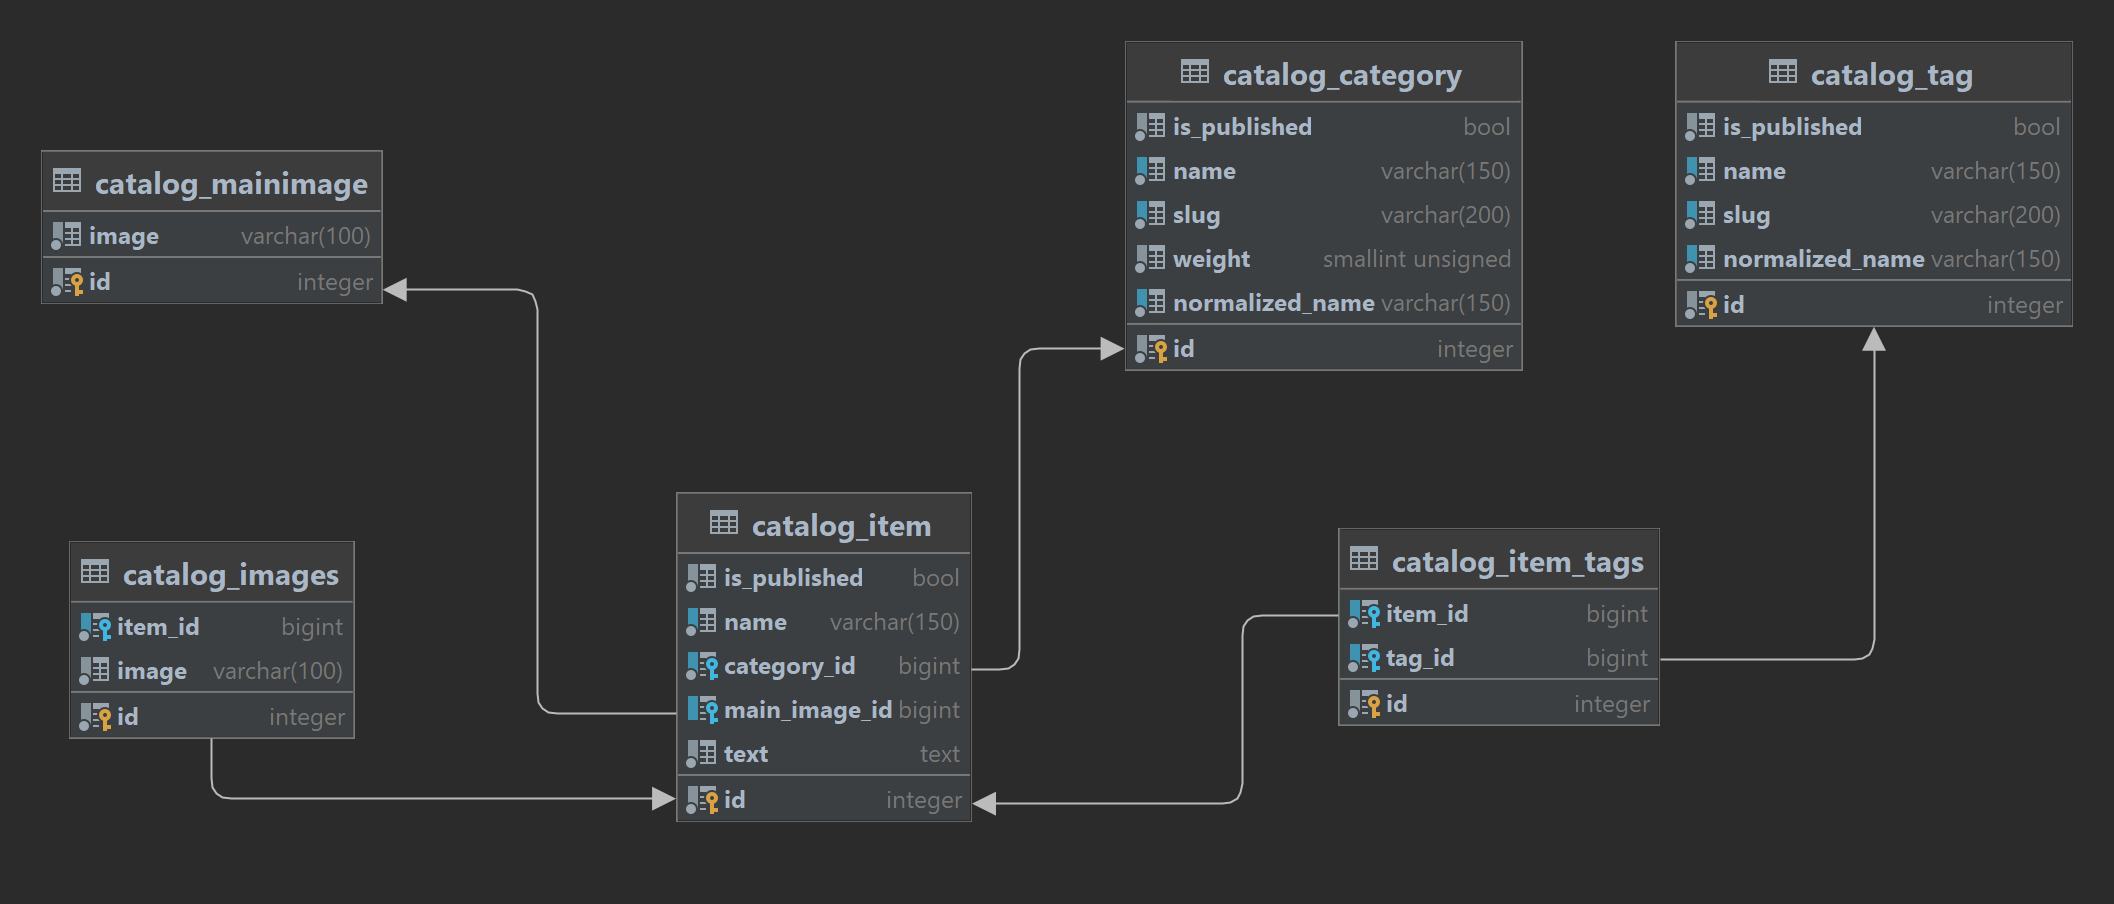 catalog_mainimage
image varchar(100)
id integer
catalog_images
item_id bigint
image varchar(100)
id integer
catalog_item
is_published bool
name varchar(150)
category_id bigint
main_image_id bigint
text text
id integer
catalog_category
is_published bool
name varchar(150)
slug varchar(200)
weight smallint unsigned
normalized_name varchar(150)
id integer
catalog_item_tags
item_id bigint
tag_id bigint
id integer
catalog_tag
is_published bool
name varchar(150)
slug varchar(200)
normalized_name varchar(150)
id integer